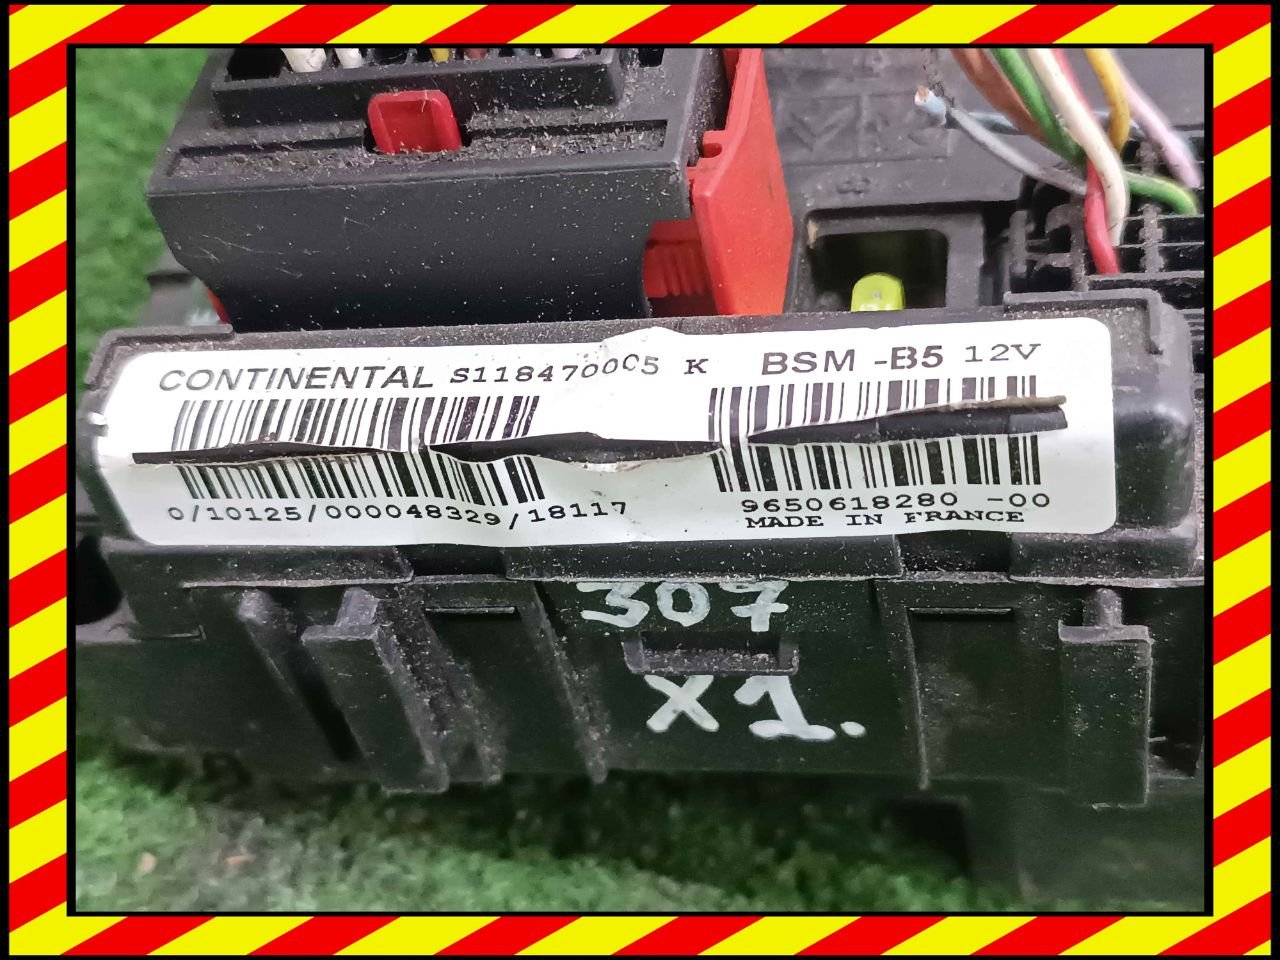 CONTINENTAL S118470005 K BSM -B5 12V
0/10125/000048329/18117
9650618280 -00
MADE IN FRANCE
307
X1.